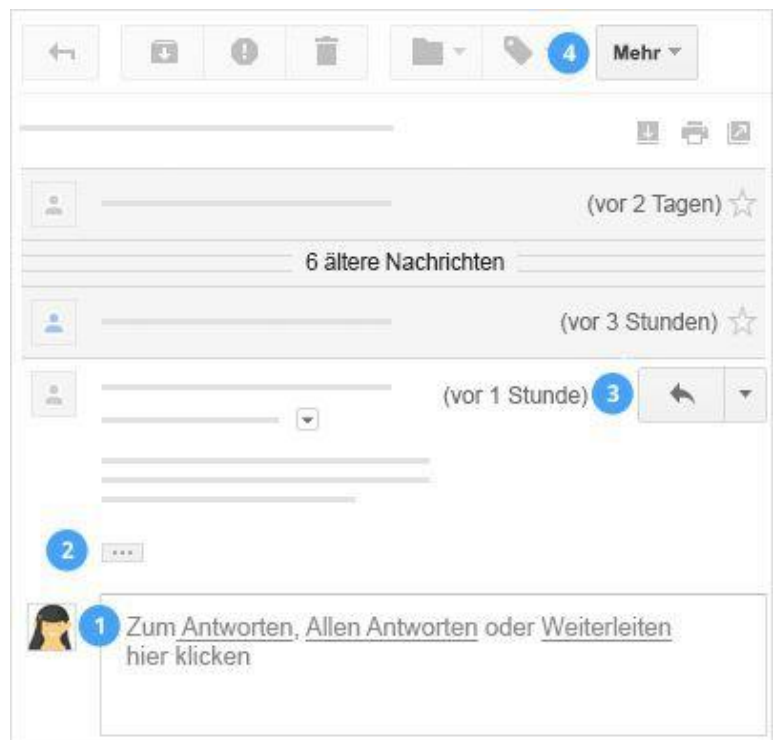 4 Mehr
(vor 2 Tagen)
6 ältere Nachrichten
(vor 3 Stunden)
(vor 1 Stunde) 3
2
1 Zum Antworten, Allen Antworten oder Weiterleiten
hier klicken